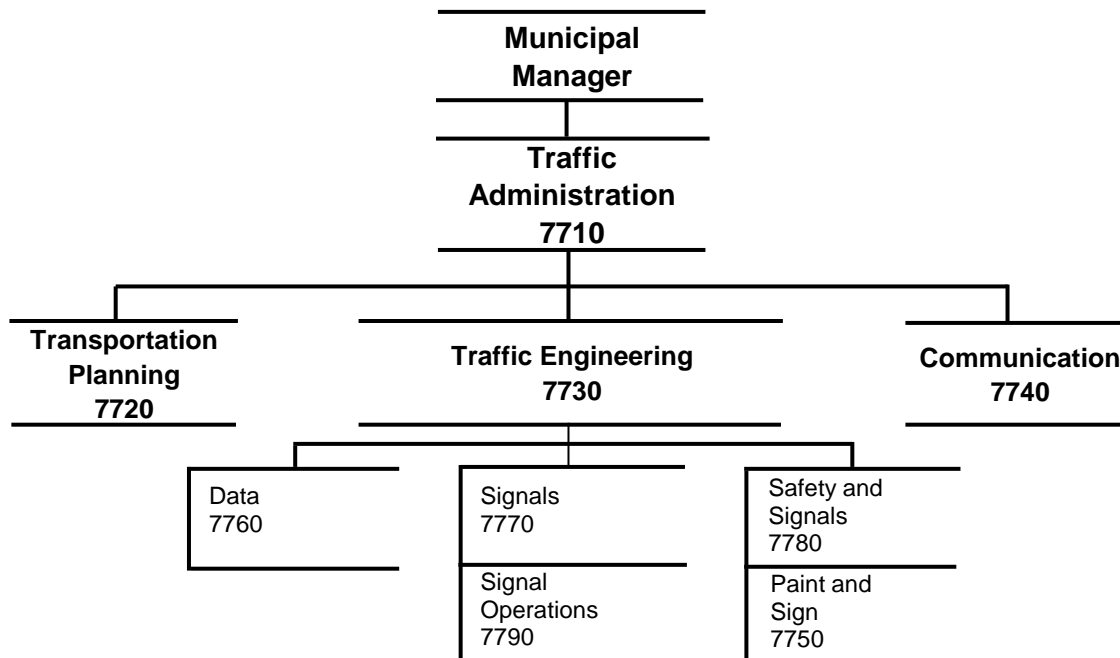 Municipal
Manager
Traffic
Administration
7710
Transportation
Planning
7720
Traffic Engineering
7730
Communication
7740
Data
7760
Signals
7770
Safety and
Signals
7780
Signal
Operations
7790
Paint and
Sign
7750